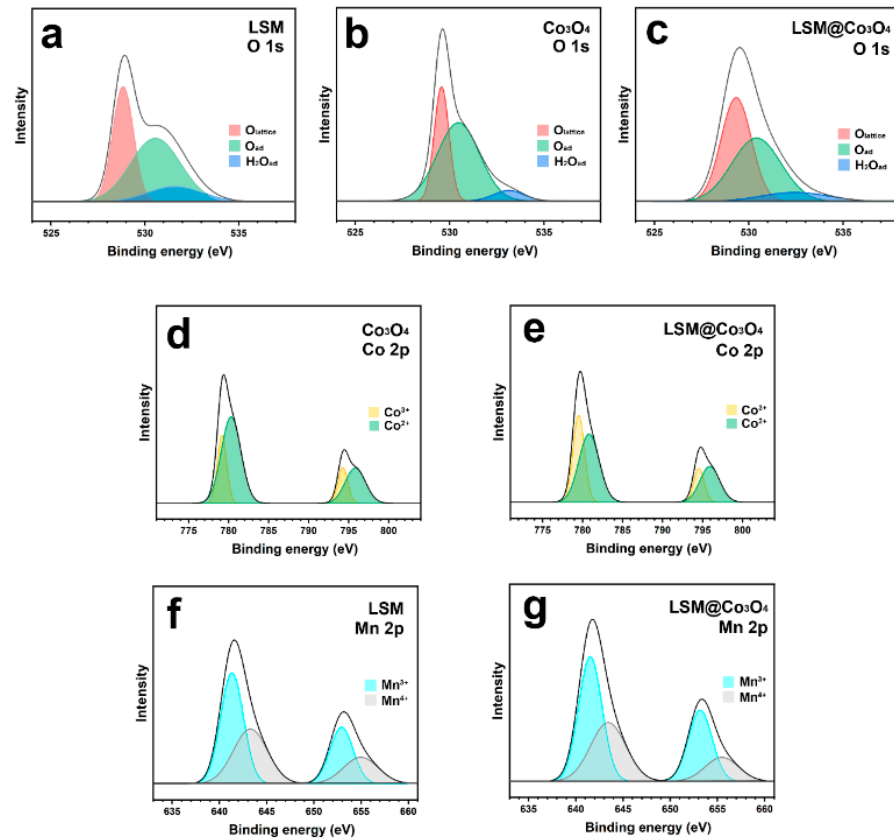 a
LSM
O 1s
Intensity
Olattice
Oad
H₂Oad
525
530
535
Binding energy (eV)
b
Co₃O₄
O 1s
Intensity
Olattice
Oad
H₂Oad
525
530
535
Binding energy (eV)
c
LSM@Co₃O₄
O 1s
Intensity
Olattice
Oad
H₂Oad
525
530
535
Binding energy (eV)
d
Co₃O₄
Co 2p
Intensity
Co³⁺
Co²⁺
775
780
785
790
795
800
Binding energy (eV)
e
LSM@Co₃O₄
Co 2p
Intensity
Co³⁺
Co²⁺
775
780
785
790
795
800
Binding energy (eV)
f
LSM
Mn 2p
Intensity
Mn³⁺
Mn⁴⁺
635
640
645
650
655
660
Binding energy (eV)
g
LSM@Co₃O₄
Mn 2p
Intensity
Mn³⁺
Mn⁴⁺
635
640
645
650
655
660
Binding energy (eV)